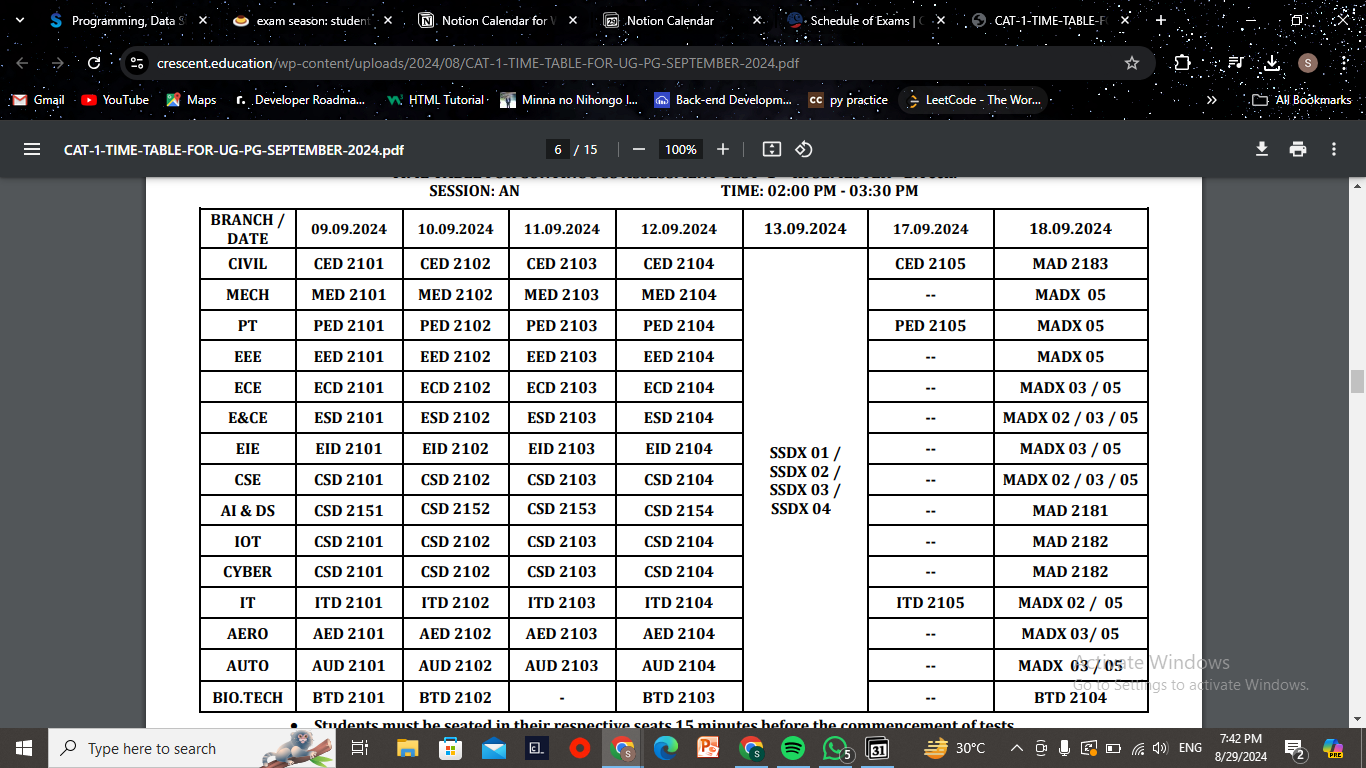 Programming, Data S
exam season: student
Notion Calendar for W
Notion Calendar
Schedule of Exams | C
CAT-1-TIME-TABLE-F
crescent.education/wp-content/uploads/2024/08/CAT-1-TIME-TABLE-FOR-UG-PG-SEPTEMBER-2024.pdf
S
Gmail YouTube Maps r. Developer Roadma... HTML Tutorial Minna no Nihongo I... Back-end Developm... CC py practice LeetCode - The Wor... » All Bookmarks
CAT-1-TIME-TABLE-FOR-UG-PG-SEPTEMBER-2024.pdf 6 / 15 — 100% +
SESSION: AN TIME: 02:00 PM - 03:30 PM
BRANCH / DATE 09.09.2024 10.09.2024 11.09.2024 12.09.2024 13.09.2024 17.09.2024 18.09.2024
CIVIL CED 2101 CED 2102 CED 2103 CED 2104 CED 2105 MAD 2183
MECH MED 2101 MED 2102 MED 2103 MED 2104 -- MADX 05
PT PED 2101 PED 2102 PED 2103 PED 2104 PED 2105 MADX 05
EEE EED 2101 EED 2102 EED 2103 EED 2104 -- MADX 05
ECE ECD 2101 ECD 2102 ECD 2103 ECD 2104 -- MADX 03 / 05
E&CE ESD 2101 ESD 2102 ESD 2103 ESD 2104 -- MADX 02 / 03 / 05
EIE EID 2101 EID 2102 EID 2103 EID 2104 -- MADX 03 / 05
SSDX 01 /
SSDX 02 /
SSDX 03 /
SSDX 04
CSE CSD 2101 CSD 2102 CSD 2103 CSD 2104 -- MADX 02 / 03 / 05
AI & DS CSD 2151 CSD 2152 CSD 2153 CSD 2154 -- MAD 2181
IOT CSD 2101 CSD 2102 CSD 2103 CSD 2104 -- MAD 2182
CYBER CSD 2101 CSD 2102 CSD 2103 CSD 2104 -- MAD 2182
IT ITD 2101 ITD 2102 ITD 2103 ITD 2104 ITD 2105 MADX 02 / 05
AERO AED 2101 AED 2102 AED 2103 AED 2104 -- MADX 03/ 05
AUTO AUD 2101 AUD 2102 AUD 2103 AUD 2104 -- MADX 03 / 05
BIO.TECH BTD 2101 BTD 2102 - BTD 2103 -- BTD 2104
Activate Windows
Go to Settings to activate Windows.
• Students must be seated in their respective seats 15 minutes before the commencement of tests
Type here to search
5
31
30°C
ENG
7:42 PM
8/29/2024
2
PRE